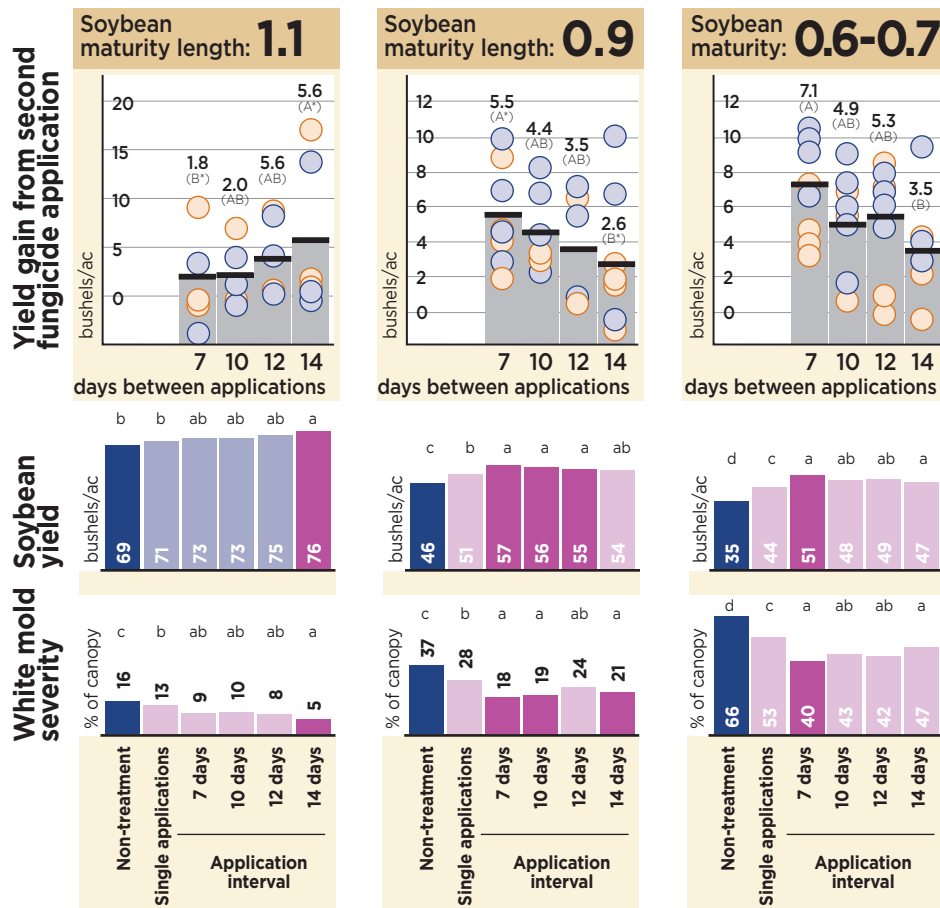 Soybean
maturity length: 1.1
Soybean
maturity length: 0.9
Soybean
maturity: 0.6-0.7
Yield gain from second
fungicide application
bushels/ac
20
15
10
5
0
1.8
(B*)
2.0
(AB)
5.6
(AB)
5.6
(A*)
7 10 12 14
days between applications
bushels/ac
12
10
8
6
4
2
0
5.5
(A*)
4.4
(AB)
3.5
(AB)
2.6
(B*)
7 10 12 14
days between applications
bushels/ac
12
10
8
6
4
2
0
7.1
(A)
4.9
(AB)
5.3
(AB)
3.5
(B)
7 10 12 14
days between applications
Soybean
yield
bushels/ac
b b ab ab ab a
69 71 73 73 75 76
bushels/ac
c b a a a ab
46 51 57 56 55 54
bushels/ac
d c a ab ab a
35 44 51 48 49 47
White mold
severity
% of canopy
c b ab ab ab a
16 13 9 10 8 5
% of canopy
c b a a ab a
37 28 18 19 24 21
% of canopy
d c a ab ab a
66 53 40 43 42 47
Non-treatment
Single applications
7 days
10 days
12 days
14 days
Application
interval
Non-treatment
Single applications
7 days
10 days
12 days
14 days
Application
interval
Non-treatment
Single applications
7 days
10 days
12 days
14 days
Application
interval